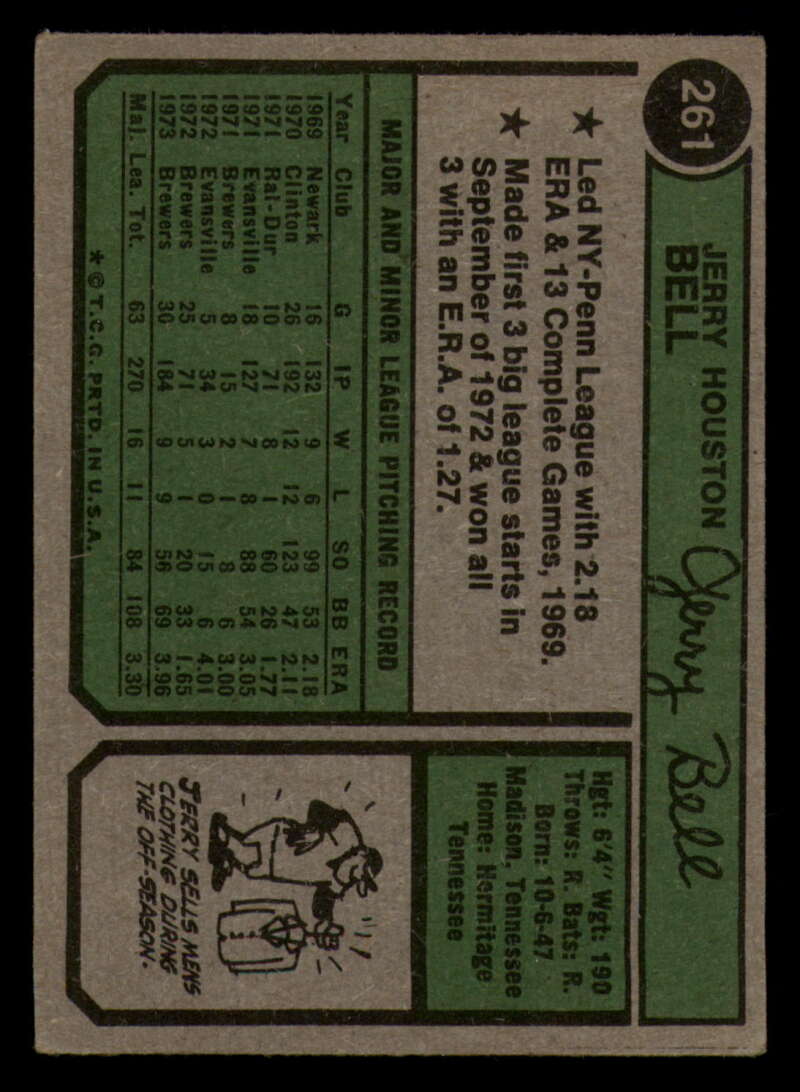 261
JERRY HOUSTON
BELL
Jerry Bell
★ Led NY-Penn League with 2.18
ERA & 13 Complete Games, 1969.
★ Made first 3 big league starts in
September of 1972 & won all
3 with an E.R.A. of 1.27.
MAJOR AND MINOR LEAGUE PITCHING RECORD
Year Club G IP W L SO BB ERA
1969 Newark 16 132 9 6 99 53 2.18
1970 Clinton 26 192 12 12 123 47 2.11
1971 Ral-Dur 10 71 8 1 60 26 1.77
1971 Evansville 18 127 7 8 88 54 3.05
1971 Brewers 8 15 2 1 8 6 3.00
1972 Evansville 5 34 3 0 15 6 4.01
1972 Brewers 25 71 5 1 20 33 1.65
1973 Brewers 30 184 9 9 56 69 3.96
Maj. Lea. Tot. 63 270 16 11 84 108 3.30
★ © T.C.G. PRTD. IN U.S.A.
Hgt: 6'4" Wgt: 190
Throws: R. Bats: R.
Born: 10-6-47
Madison, Tennessee
Home: Hermitage
Tennessee
JERRY SELLS MENS
CLOTHING DURING
THE OFF-SEASON.